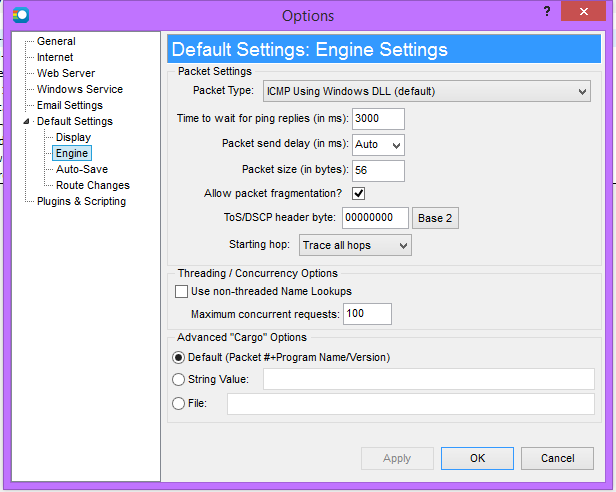 Options
?
General
Internet
Web Server
Windows Service
Email Settings
Default Settings
Display
Engine
Auto-Save
Route Changes
Plugins & Scripting
Default Settings: Engine Settings
Packet Settings
Packet Type: ICMP Using Windows DLL (default)
Time to wait for ping replies (in ms): 3000
Packet send delay (in ms): Auto
Packet size (in bytes): 56
Allow packet fragmentation?
ToS/DSCP header byte: 00000000 Base 2
Starting hop: Trace all hops
Threading / Concurrency Options
Use non-threaded Name Lookups
Maximum concurrent requests: 100
Advanced "Cargo" Options
Default (Packet #+Program Name/Version)
String Value:
File:
Apply OK Cancel